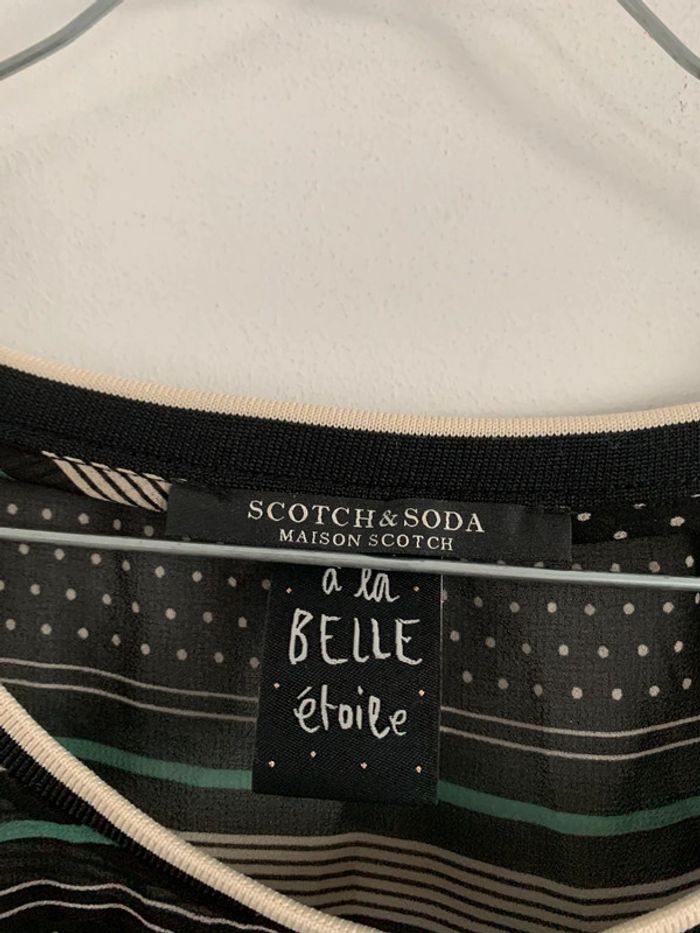 SCOTCH & SODA
MAISON SCOTCH
à la
BELLE
étoile